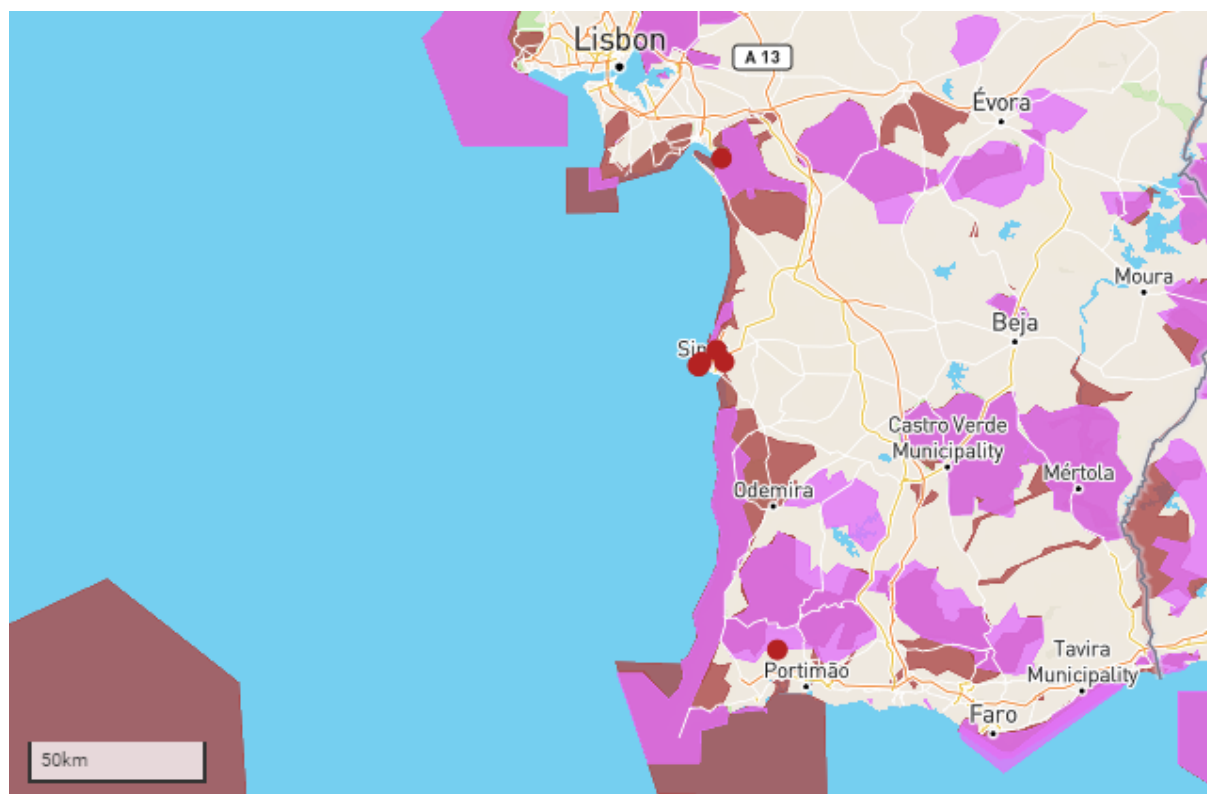 Lisbon
A 13
Évora
Moura
Beja
Castro Verde
Municipality
Mértola
Odemira
Tavira
Municipality
Portimão
Faro
50km